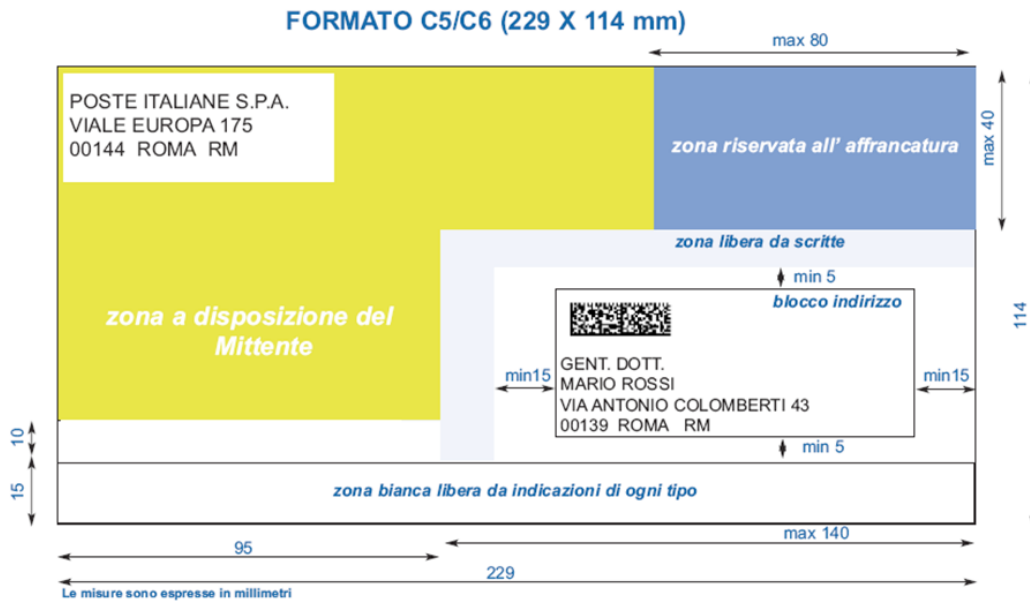 FORMATO C5/C6 (229 X 114 mm)
max 80
POSTE ITALIANE S.P.A.
VIALE EUROPA 175
00144 ROMA RM
zona riservata all' affrancatura
max 40
zona libera da scritte
min 5
blocco indirizzo
114
zona a disposizione del
Mittente
GENT. DOTT.
MARIO ROSSI
VIA ANTONIO COLOMBERTI 43
00139 ROMA RM
min15
min15
10
min 5
15
zona bianca libera da indicazioni di ogni tipo
max 140
95
229
Le misure sono espresse in millimetri